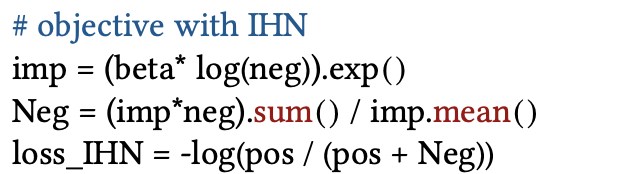 # objective with IHN
imp = (beta* log(neg)).exp()
Neg = (imp*neg).sum() / imp.mean()
loss_IHN = -log(pos / (pos + Neg))